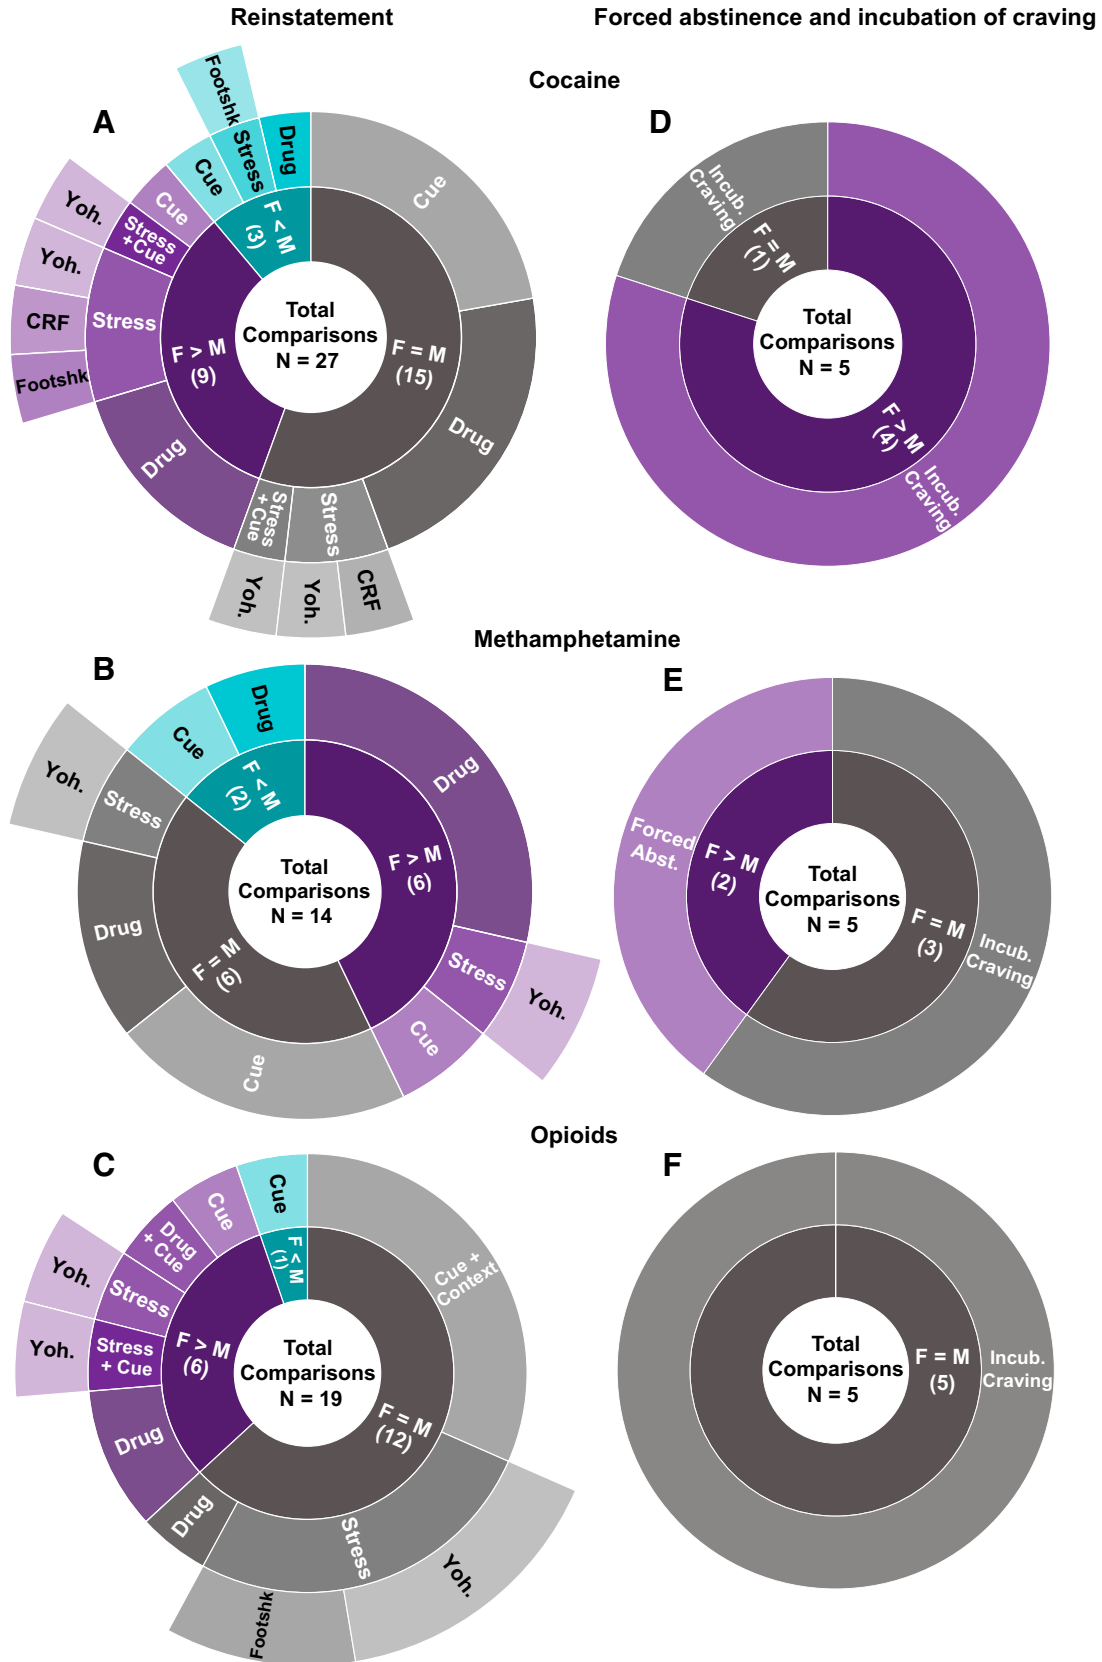 Reinstatement
Forced abstinence and incubation of craving
Cocaine
A
Footshk
Stress
Drug
Cue
F < M
(3)
Cue
Yoh.
Cue
Stress
+Cue
Yoh.
Stress
CRF
Footshk
F > M
(9)
Total
Comparisons
N = 27
F = M
(15)
Drug
Drug
Stress
+ Cue
Stress
Yoh.
Yoh.
CRF
D
Incub.
Craving
F = M
(1)
Total
Comparisons
N = 5
F > M
(4)
Incub.
Craving
Methamphetamine
B
Drug
Cue
F < M
(2)
Yoh.
Stress
Drug
F > M
(6)
Total
Comparisons
N = 14
Drug
F = M
(6)
Stress
Yoh.
Cue
Cue
E
Forced
Abst.
F > M
(2)
Total
Comparisons
N = 5
F = M
(3)
Incub.
Craving
Opioids
C
Cue
Cue
Drug
+ Cue
F < M
(1)
Yoh.
Stress
Cue +
Context
Yoh.
Stress
+ Cue
F > M
(6)
Total
Comparisons
N = 19
F = M
(12)
Drug
Drug
Stress
Yoh.
Footshk
F
Total
Comparisons
N = 5
F = M
(5)
Incub.
Craving